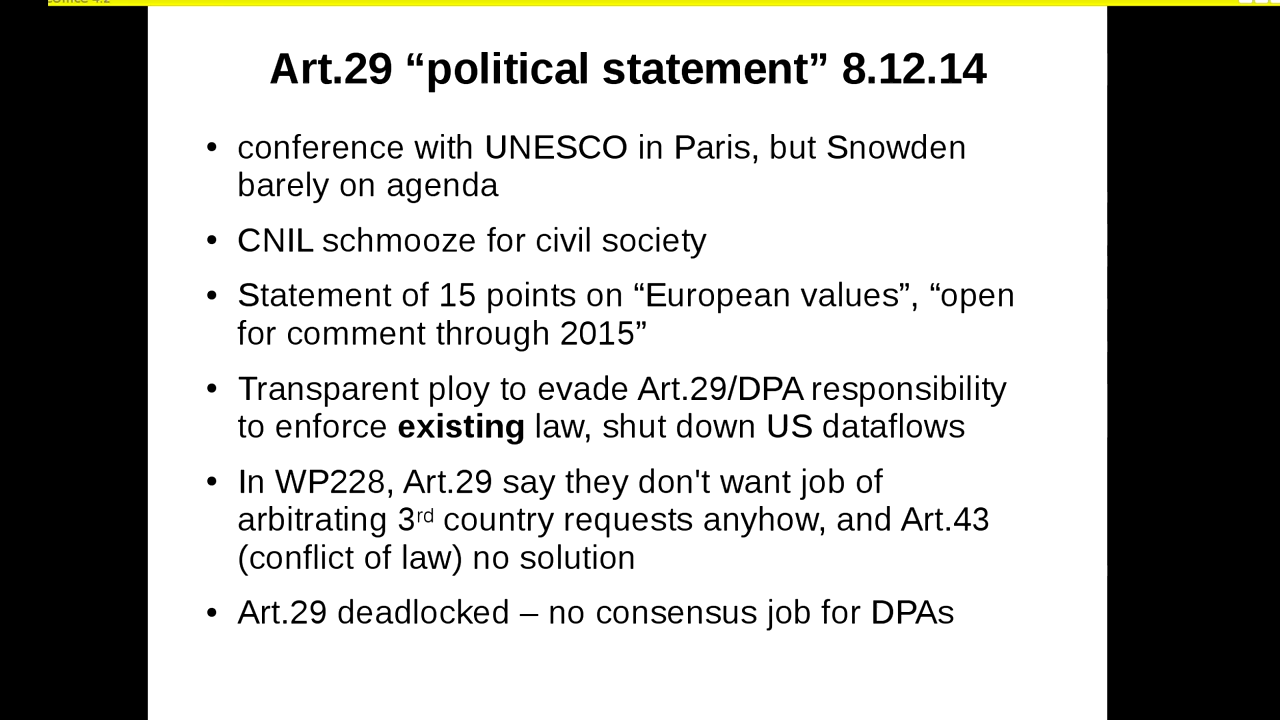 Office 4.2
Art.29 “political statement” 8.12.14
• conference with UNESCO in Paris, but Snowden
barely on agenda
• CNIL schmooze for civil society
• Statement of 15 points on “European values”, “open
for comment through 2015”
• Transparent ploy to evade Art.29/DPA responsibility
to enforce existing law, shut down US dataflows
• In WP228, Art.29 say they don't want job of
arbitrating 3rd country requests anyhow, and Art.43
(conflict of law) no solution
• Art.29 deadlocked – no consensus job for DPAs